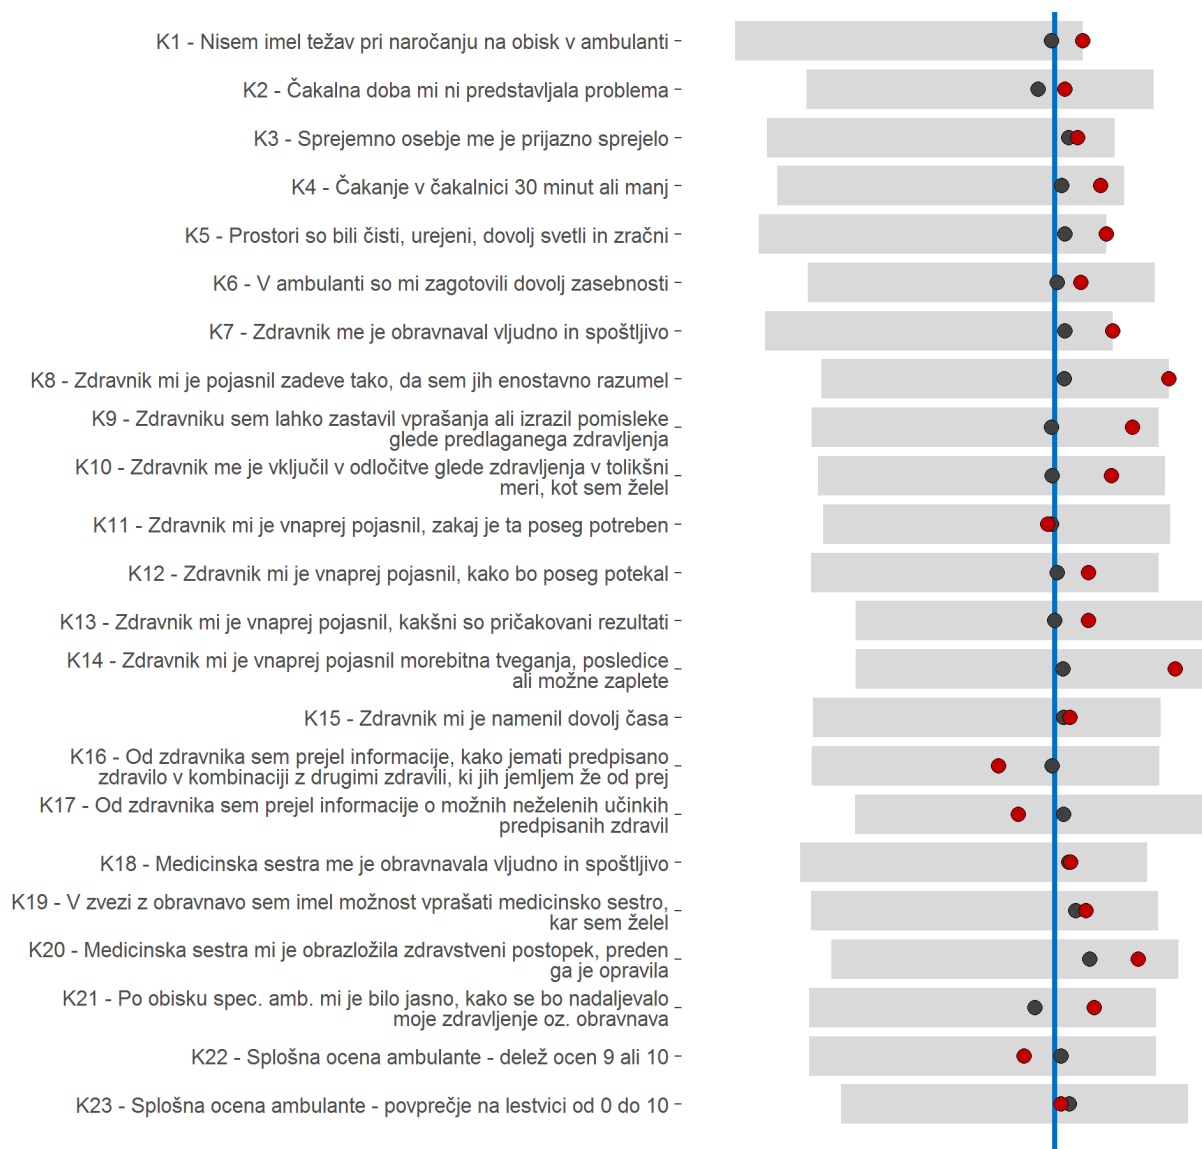 K1 - Nisem imel težav pri naročanju na obisk v ambulanti
K2 - Čakalna doba mi ni predstavljala problema
K3 - Sprejemno osebje me je prijazno sprejelo
K4 - Čakanje v čakalnici 30 minut ali manj
K5 - Prostori so bili čisti, urejeni, dovolj svetli in zračni
K6 - V ambulanti so mi zagotovili dovolj zasebnosti
K7 - Zdravnik me je obravnaval vljudno in spoštljivo
K8 - Zdravnik mi je pojasnil zadeve tako, da sem jih enostavno razumel
K9 - Zdravniku sem lahko zastavil vprašanja ali izrazil pomisleke
glede predlaganega zdravljenja
K10 - Zdravnik me je vključil v odločitve glede zdravljenja v tolikšni
meri, kot sem želel
K11 - Zdravnik mi je vnaprej pojasnil, zakaj je ta poseg potreben
K12 - Zdravnik mi je vnaprej pojasnil, kako bo poseg potekal
K13 - Zdravnik mi je vnaprej pojasnil, kakšni so pričakovani rezultati
K14 - Zdravnik mi je vnaprej pojasnil morebitna tveganja, posledice
ali možne zaplete
K15 - Zdravnik mi je namenil dovolj časa
K16 - Od zdravnika sem prejel informacije, kako jemati predpisano
zdravilo v kombinaciji z drugimi zdravili, ki jih jemljem že od prej
K17 - Od zdravnika sem prejel informacije o možnih neželenih učinkih
predpisanih zdravil
K18 - Medicinska sestra me je obravnavala vljudno in spoštljivo
K19 - V zvezi z obravnavo sem imel možnost vprašati medicinsko sestro,
kar sem želel
K20 - Medicinska sestra mi je obrazložila zdravstveni postopek, preden
ga je opravila
K21 - Po obisku spec. amb. mi je bilo jasno, kako se bo nadaljevalo
moje zdravljenje oz. obravnava
K22 - Splošna ocena ambulante - delež ocen 9 ali 10
K23 - Splošna ocena ambulante - povprečje na lestvici od 0 do 10